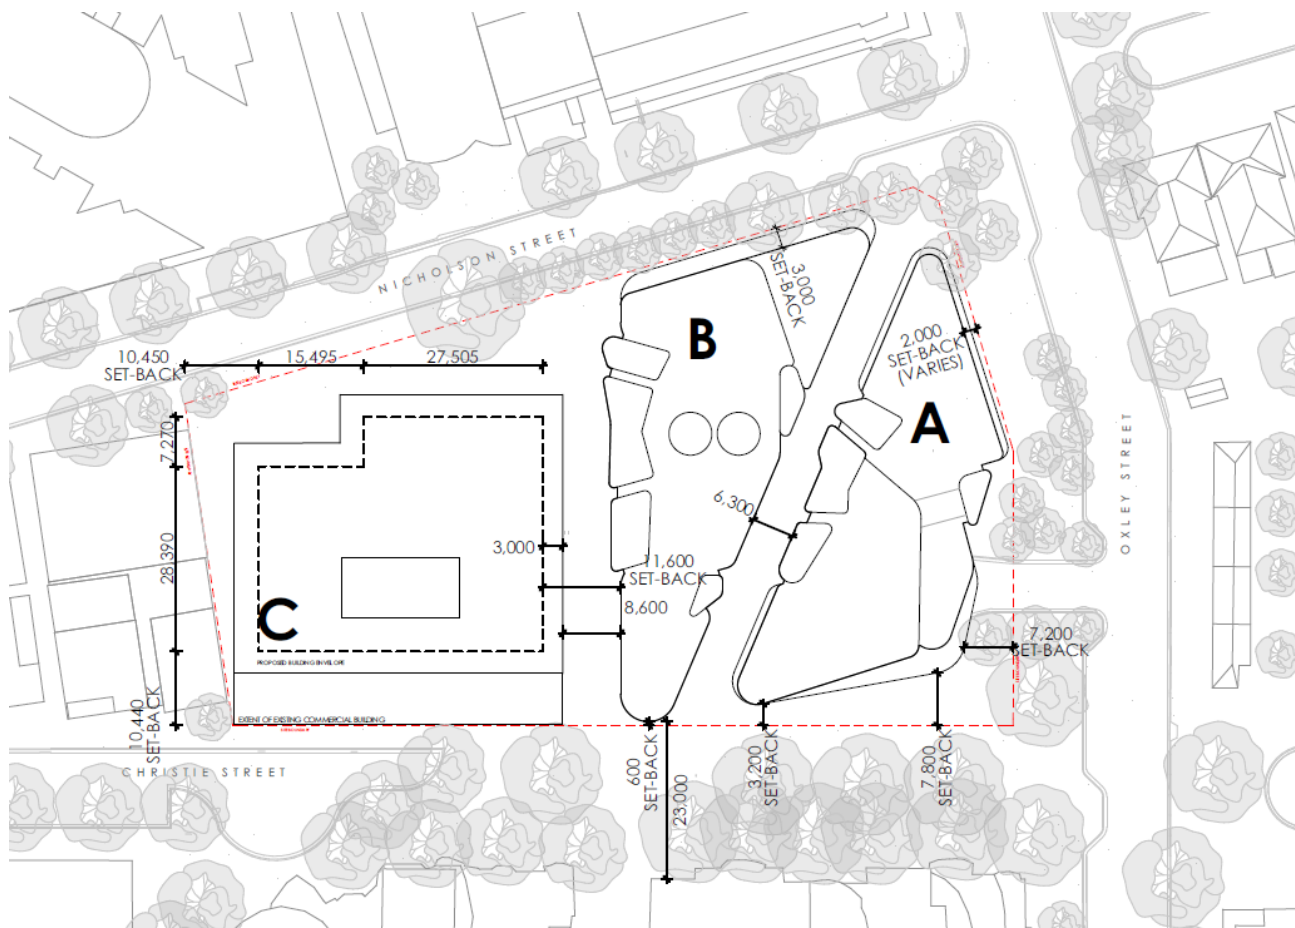 NICHOLSON STREET
B
3,000
SET-BACK
2,000
SET-BACK
(VARIES)
A
10,450
SET-BACK
15,495
27,505
7,270
28,390
OXLEY STREET
6,300
3,000
11,600
SET-BACK
8,600
C
7,200
SET-BACK
PROPOSED BUILDING ENVELOPE
10,440
SET-BACK
EXTENT OF EXISTING COMMERCIAL BUILDING
CHRISTIE STREET
600
SET-BACK
23,000
3,200
SET-BACK
7,800
SET-BACK